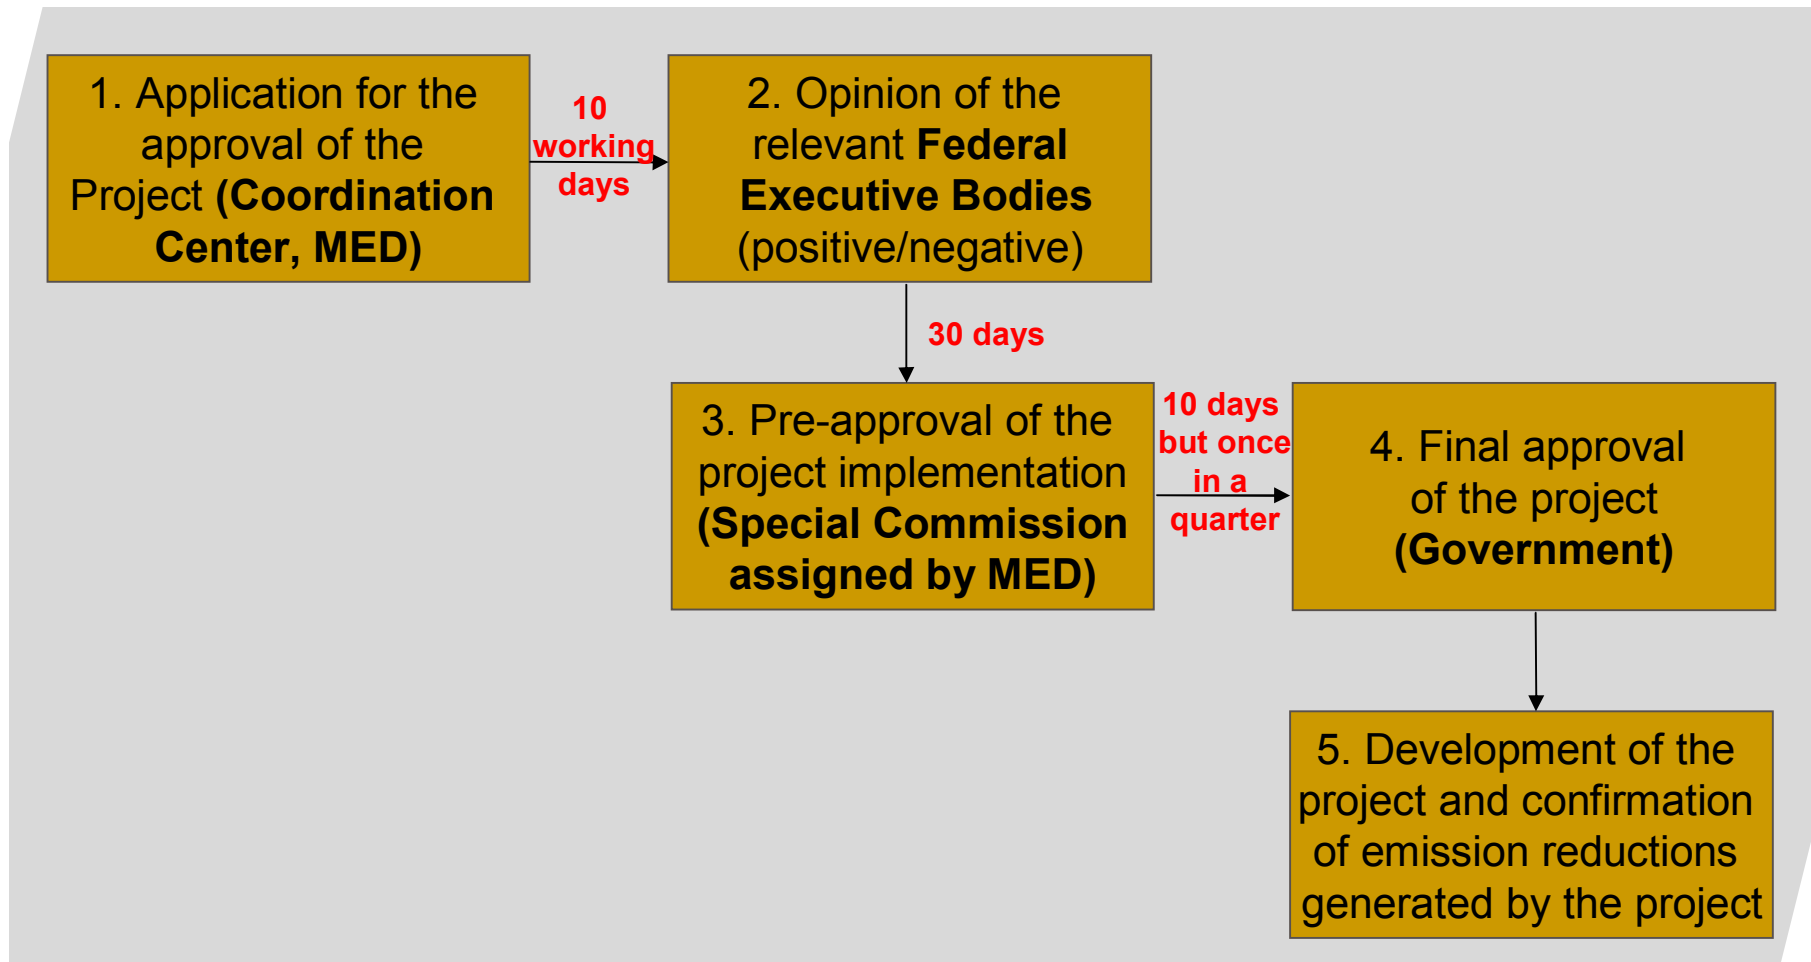 1. Application for the
approval of the
Project (Coordination
Center, MED)
10
working
days
2. Opinion of the
relevant Federal
Executive Bodies
(positive/negative)
30 days
3. Pre-approval of the
project implementation
(Special Commission
assigned by MED)
10 days
but once
in a
quarter
4. Final approval
of the project
(Government)
5. Development of the
project and confirmation
of emission reductions
generated by the project